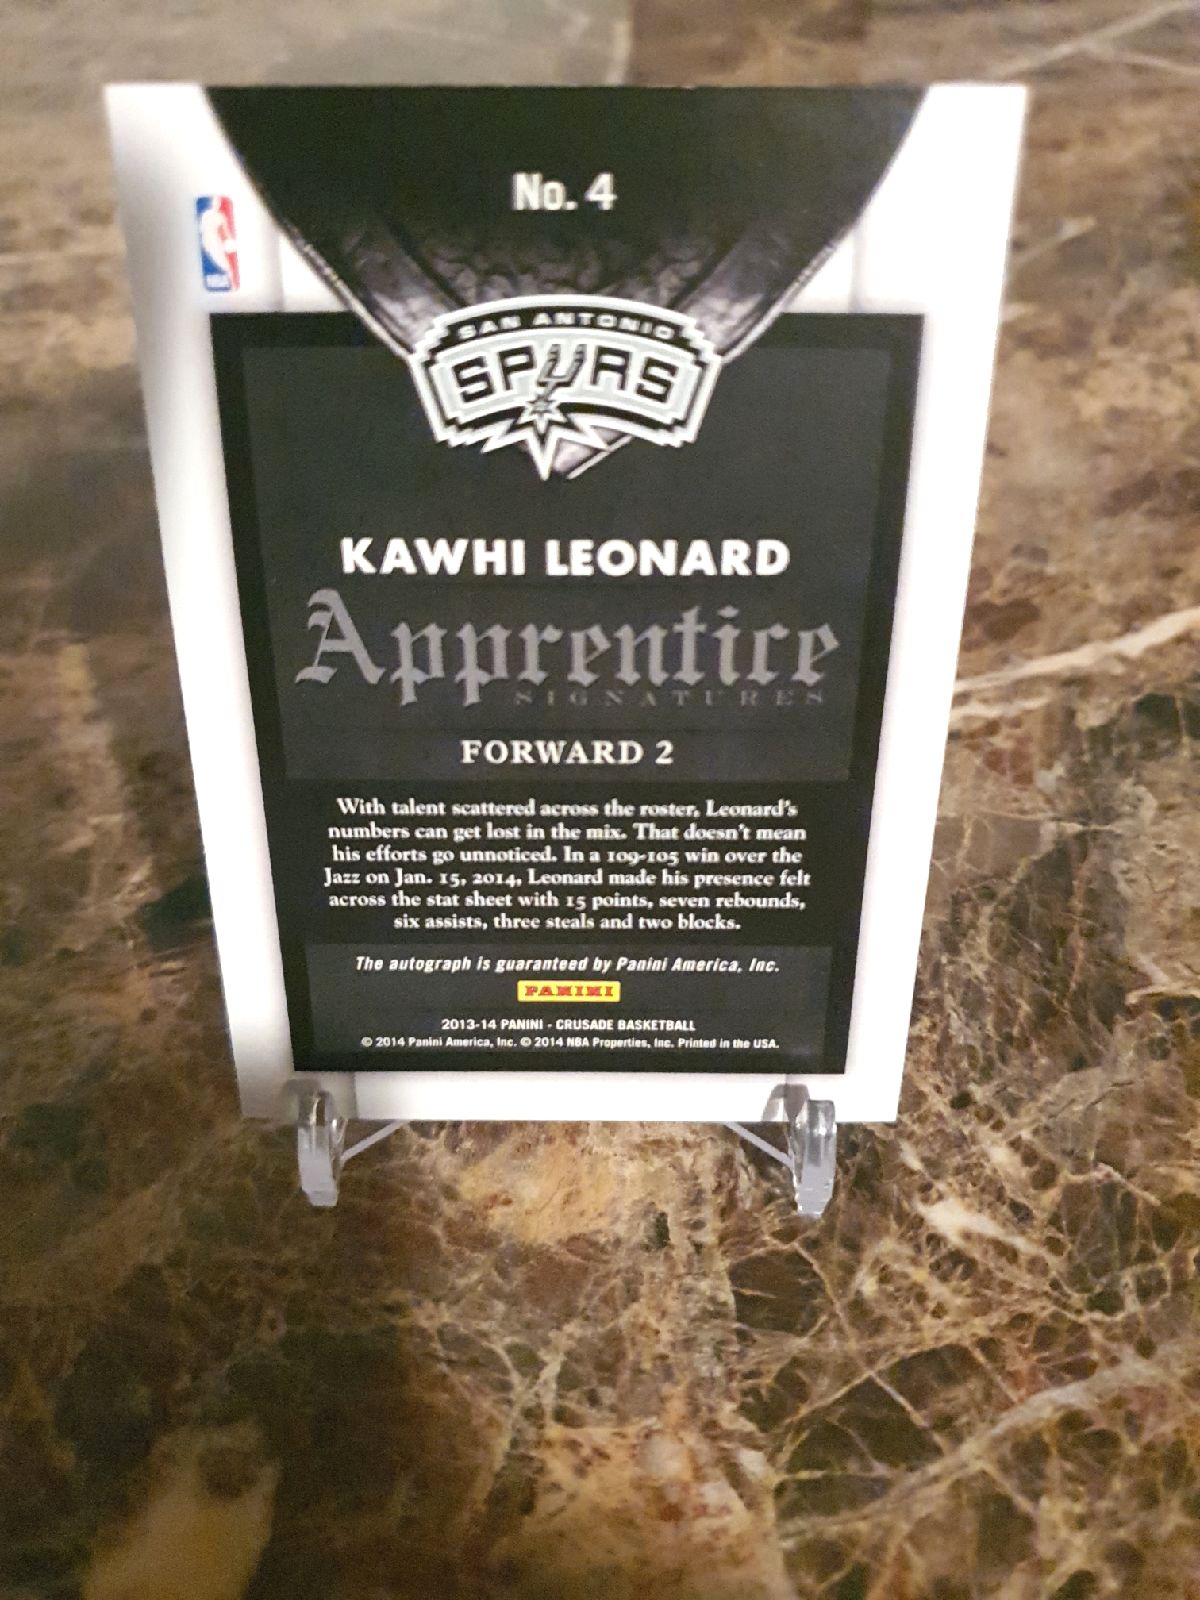 No. 4
NBA
SAN ANTONIO
SPURS
KAWHI LEONARD
Apprentice
SIGNATURES
FORWARD 2
With talent scattered across the roster, Leonard's
numbers can get lost in the mix. That doesn't mean
his efforts go unnoticed. In a 109-105 win over the
Jazz on Jan. 15, 2014, Leonard made his presence felt
across the stat sheet with 15 points, seven rebounds,
six assists, three steals and two blocks.
The autograph is guaranteed by Panini America, Inc.
PANINI
2013-14 PANINI - CRUSADE BASKETBALL
© 2014 Panini America, Inc. © 2014 NBA Properties, Inc. Printed in the USA.